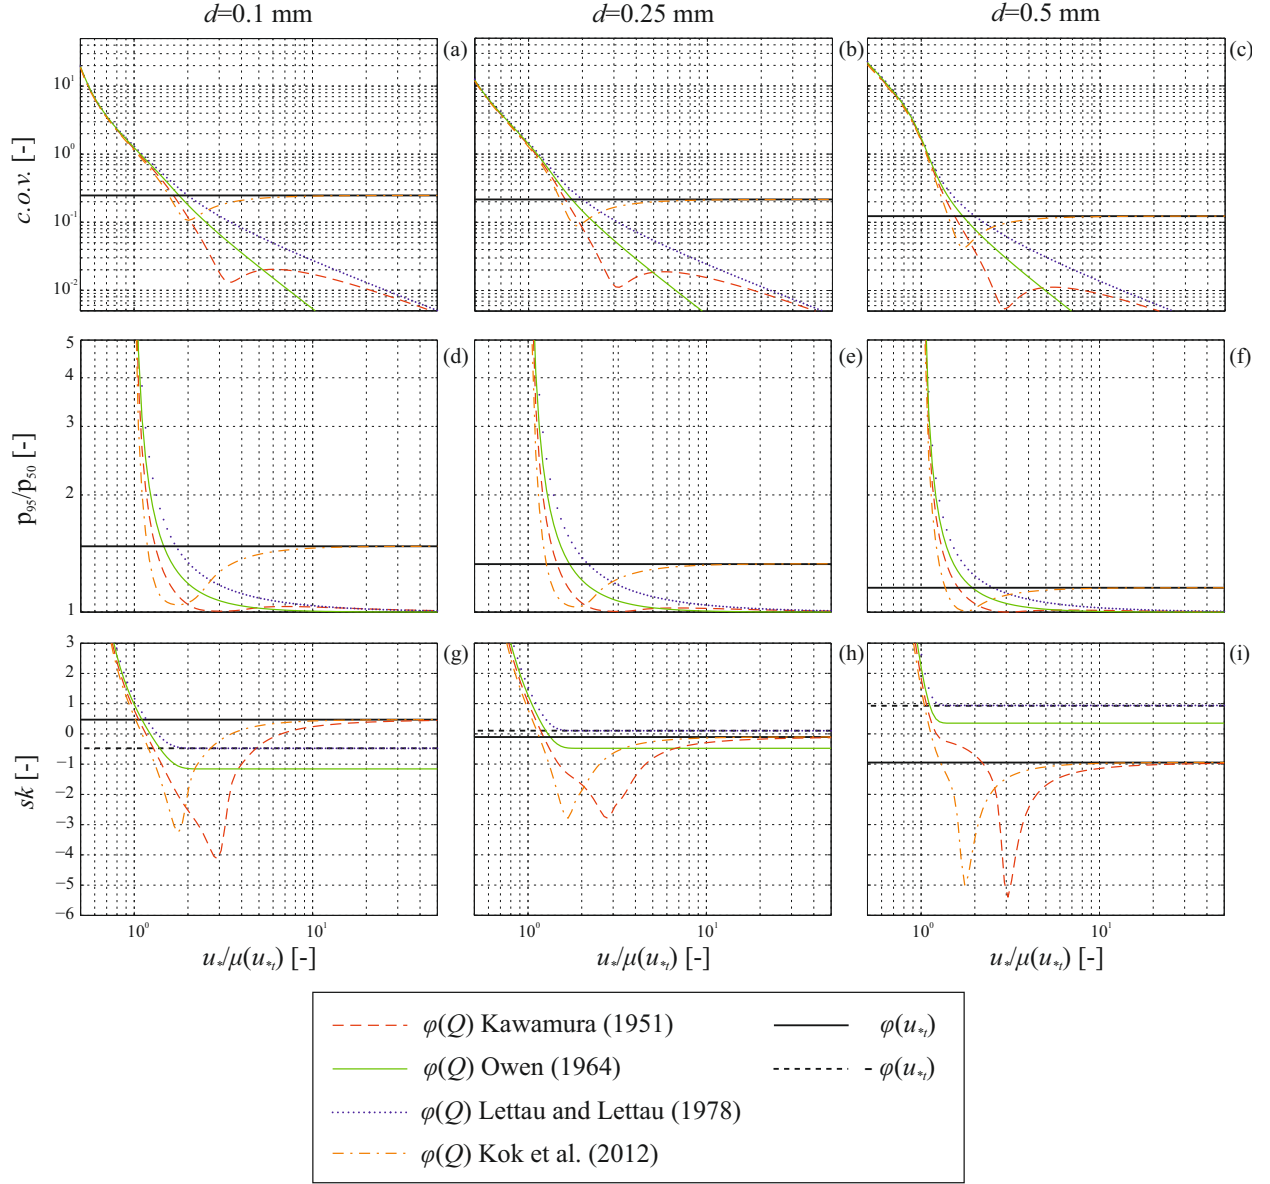 d=0.1 mm
d=0.25 mm
d=0.5 mm
(a)
(b)
(c)
c.o.v. [-]
10¹
10⁰
10⁻¹
10⁻²
(d)
(e)
(f)
p₉₅/p₅₀ [-]
5
4
3
2
1
(g)
(h)
(i)
sk [-]
3
2
1
0
−1
−2
−3
−4
−5
−6
10⁰
10¹
10⁰
10¹
10⁰
10¹
u*/μ(u*t) [-]
u*/μ(u*t) [-]
u*/μ(u*t) [-]
φ(Q) Kawamura (1951)
φ(Q) Owen (1964)
φ(Q) Lettau and Lettau (1978)
φ(Q) Kok et al. (2012)
φ(u*t)
-φ(u*t)